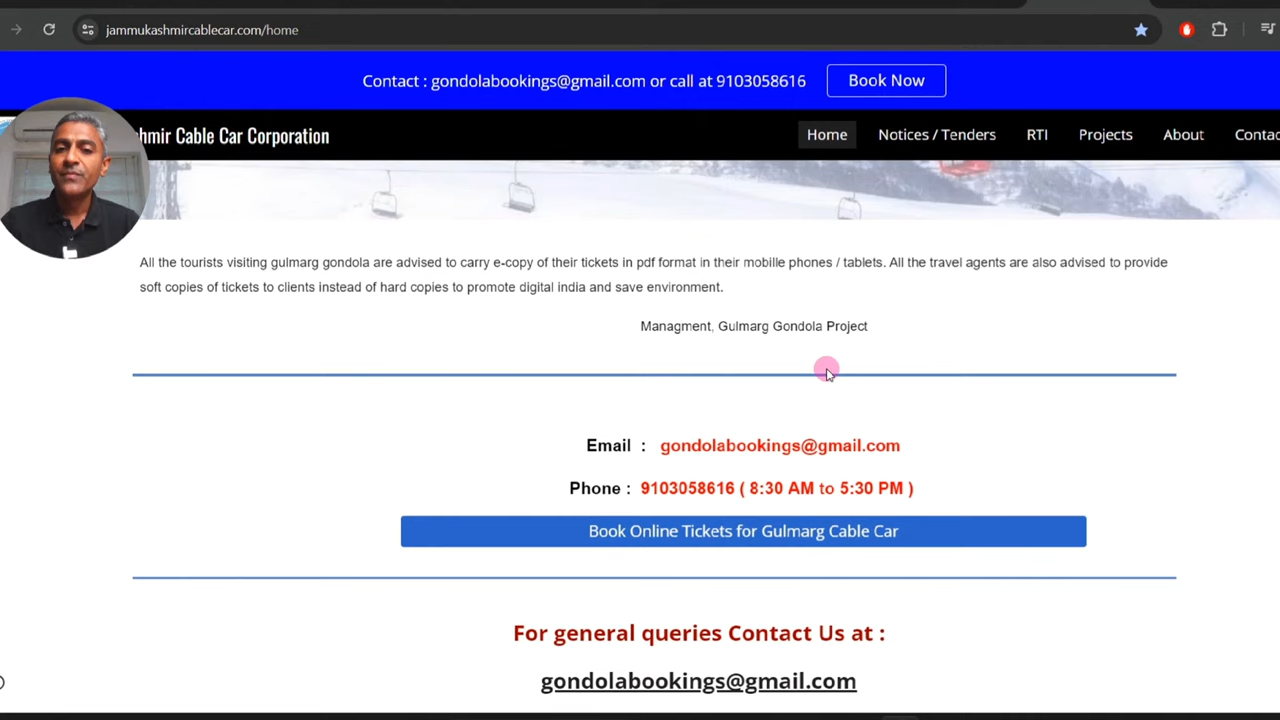 jammukashmircablecar.com/home
Contact : gondolabookings@gmail.com or call at 9103058616 Book Now
Cable Car Corporation
Home Notices / Tenders RTI Projects About
All the tourists visiting gulmarg gondola are advised to carry e-copy of their tickets in pdf format in their mobille phones / tablets. All the travel agents are also advised to provide
soft copies of tickets to clients instead of hard copies to promote digital india and save environment.
Managment, Gulmarg Gondola Project
Email : gondolabookings@gmail.com
Phone : 9103058616 ( 8:30 AM to 5:30 PM )
Book Online Tickets for Gulmarg Cable Car
For general queries Contact Us at :
gondolabookings@gmail.com